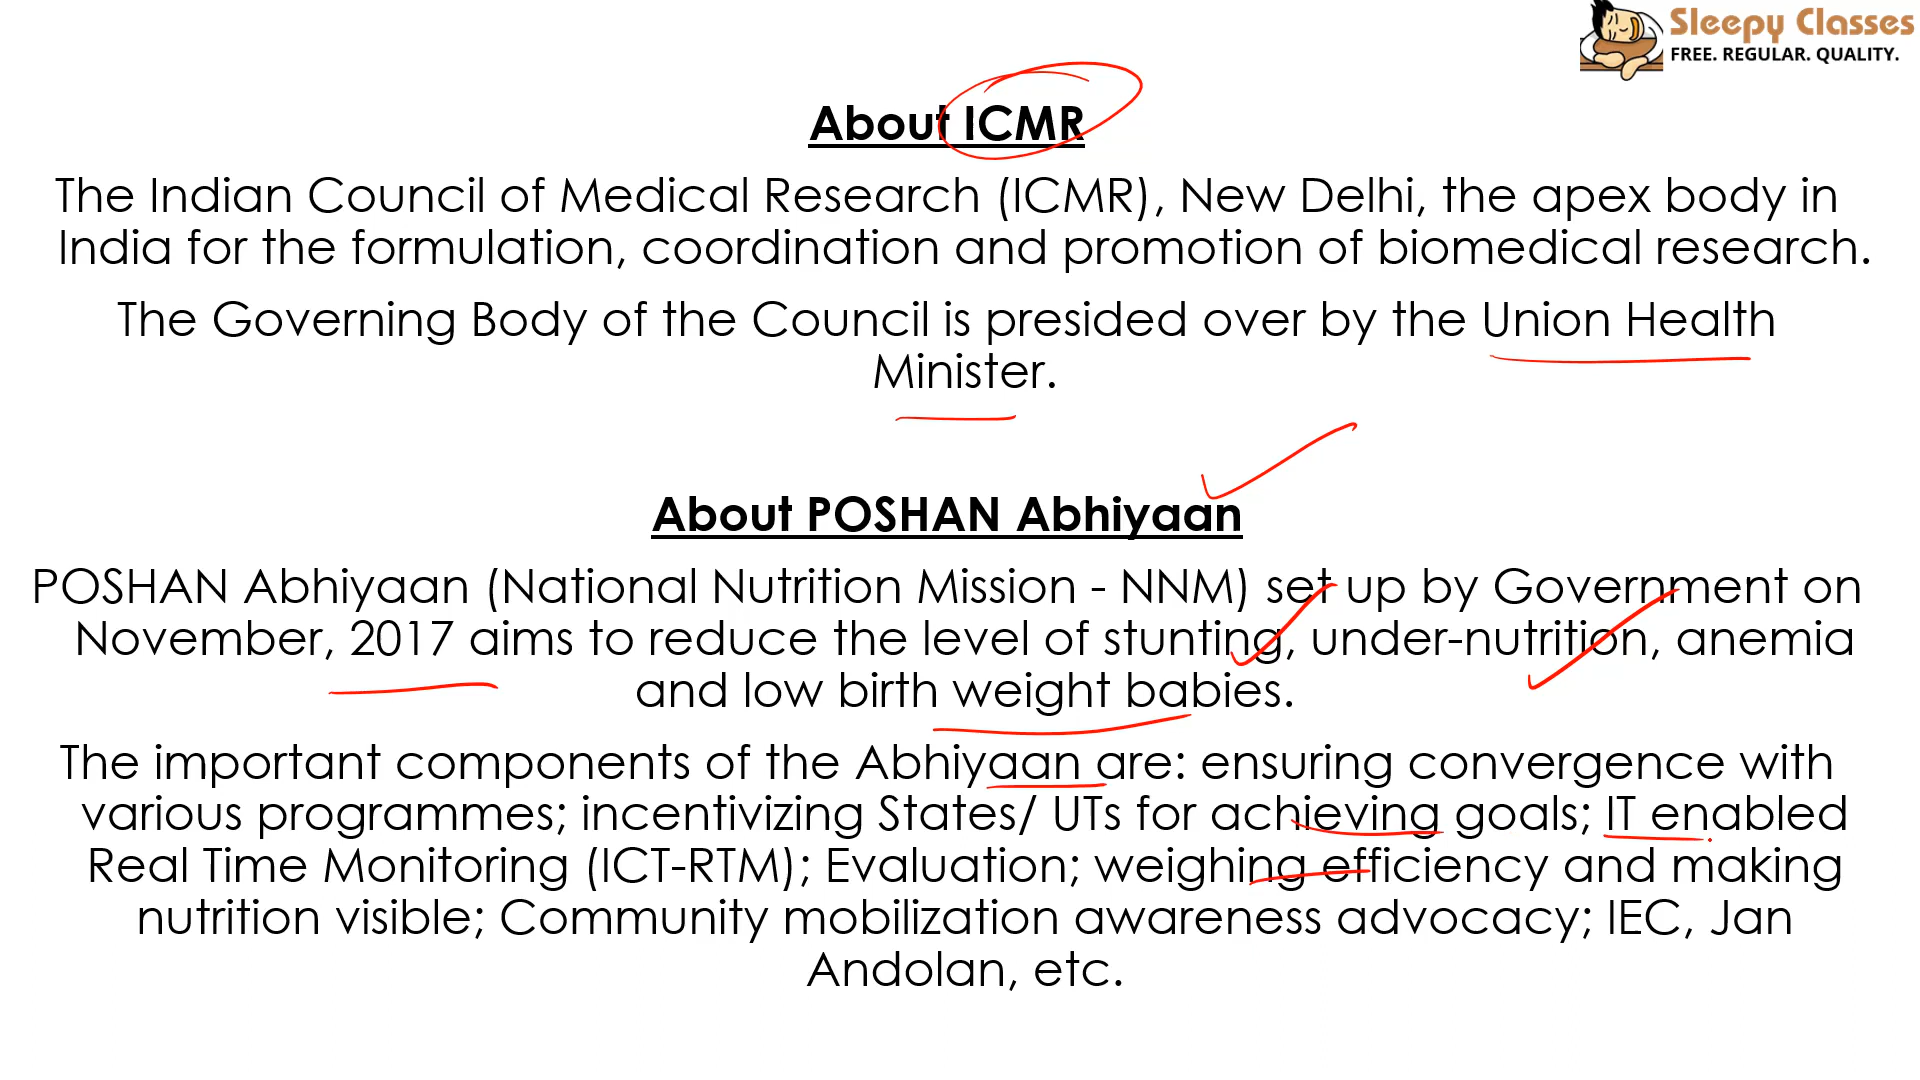 Sleepy Classes
FREE. REGULAR. QUALITY.
About ICMR
The Indian Council of Medical Research (ICMR), New Delhi, the apex body in
India for the formulation, coordination and promotion of biomedical research.
The Governing Body of the Council is presided over by the Union Health
Minister.
About POSHAN Abhiyaan
POSHAN Abhiyaan (National Nutrition Mission - NNM) set up by Government on
November, 2017 aims to reduce the level of stunting, under-nutrition, anemia
and low birth weight babies.
The important components of the Abhiyaan are: ensuring convergence with
various programmes; incentivizing States/ UTs for achieving goals; IT enabled
Real Time Monitoring (ICT-RTM); Evaluation; weighing efficiency and making
nutrition visible; Community mobilization awareness advocacy; IEC, Jan
Andolan, etc.